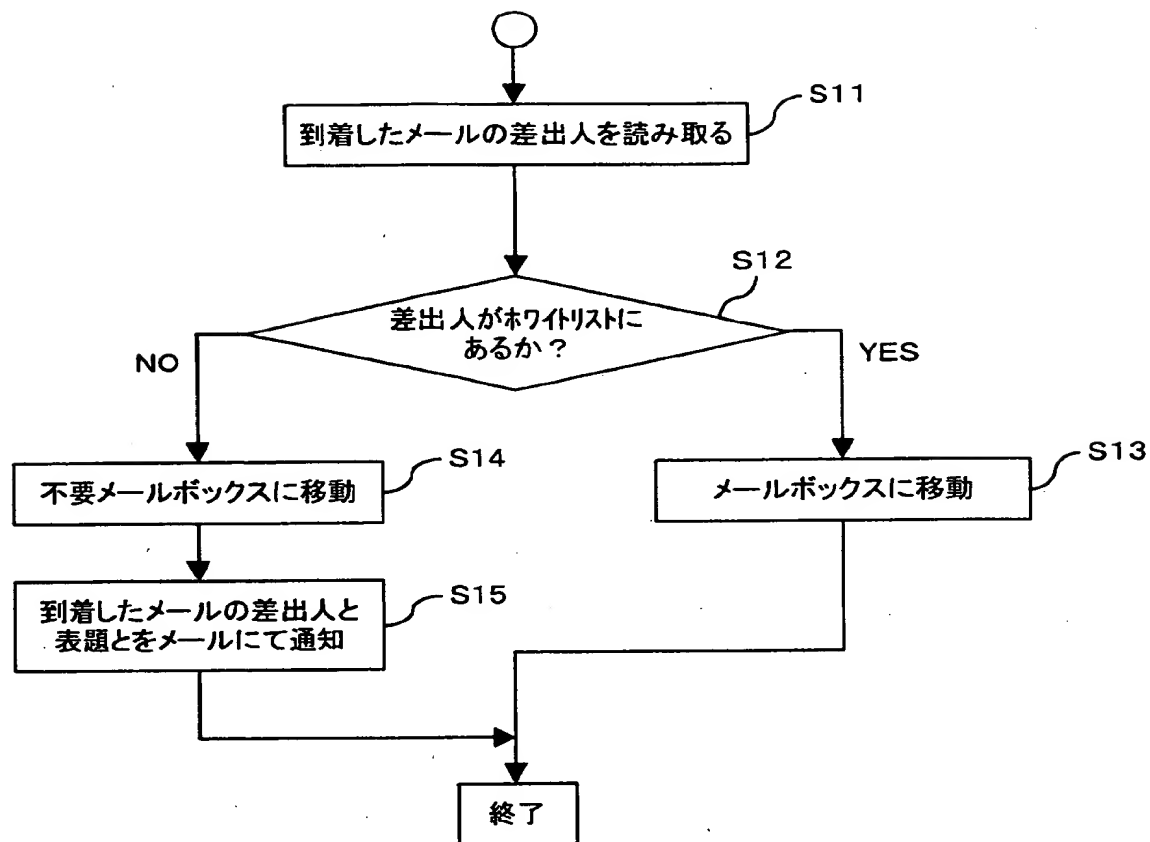 S11
到着したメールの差出人を読み取る
S12
差出人がホワイトリストに
あるか？
NO
YES
S14
不要メールボックスに移動
S13
メールボックスに移動
S15
到着したメールの差出人と
表題とをメールにて通知
終了